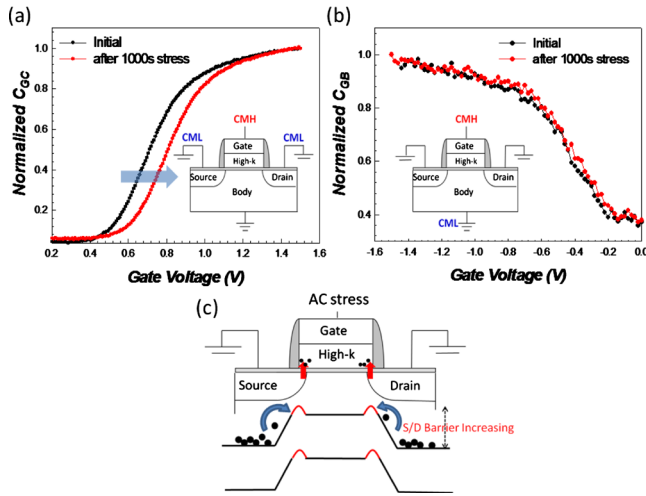 (a)
Normalized C_GC
1.0
0.8
0.6
0.4
0.2
Initial
after 1000s stress
CMH
CML
CML
Gate
High-k
Source
Drain
Body
0.2 0.4 0.6 0.8 1.0 1.2 1.4 1.6
Gate Voltage (V)
(b)
Normalized C_GB
1.0
0.8
0.6
0.4
Initial
after 1000s stress
CMH
Gate
High-k
Source
Drain
Body
CML
-1.6 -1.4 -1.2 -1.0 -0.8 -0.6 -0.4 -0.2 0.0
Gate Voltage (V)
(c)
AC stress
Gate
High-k
Source
Drain
S/D Barrier Increasing